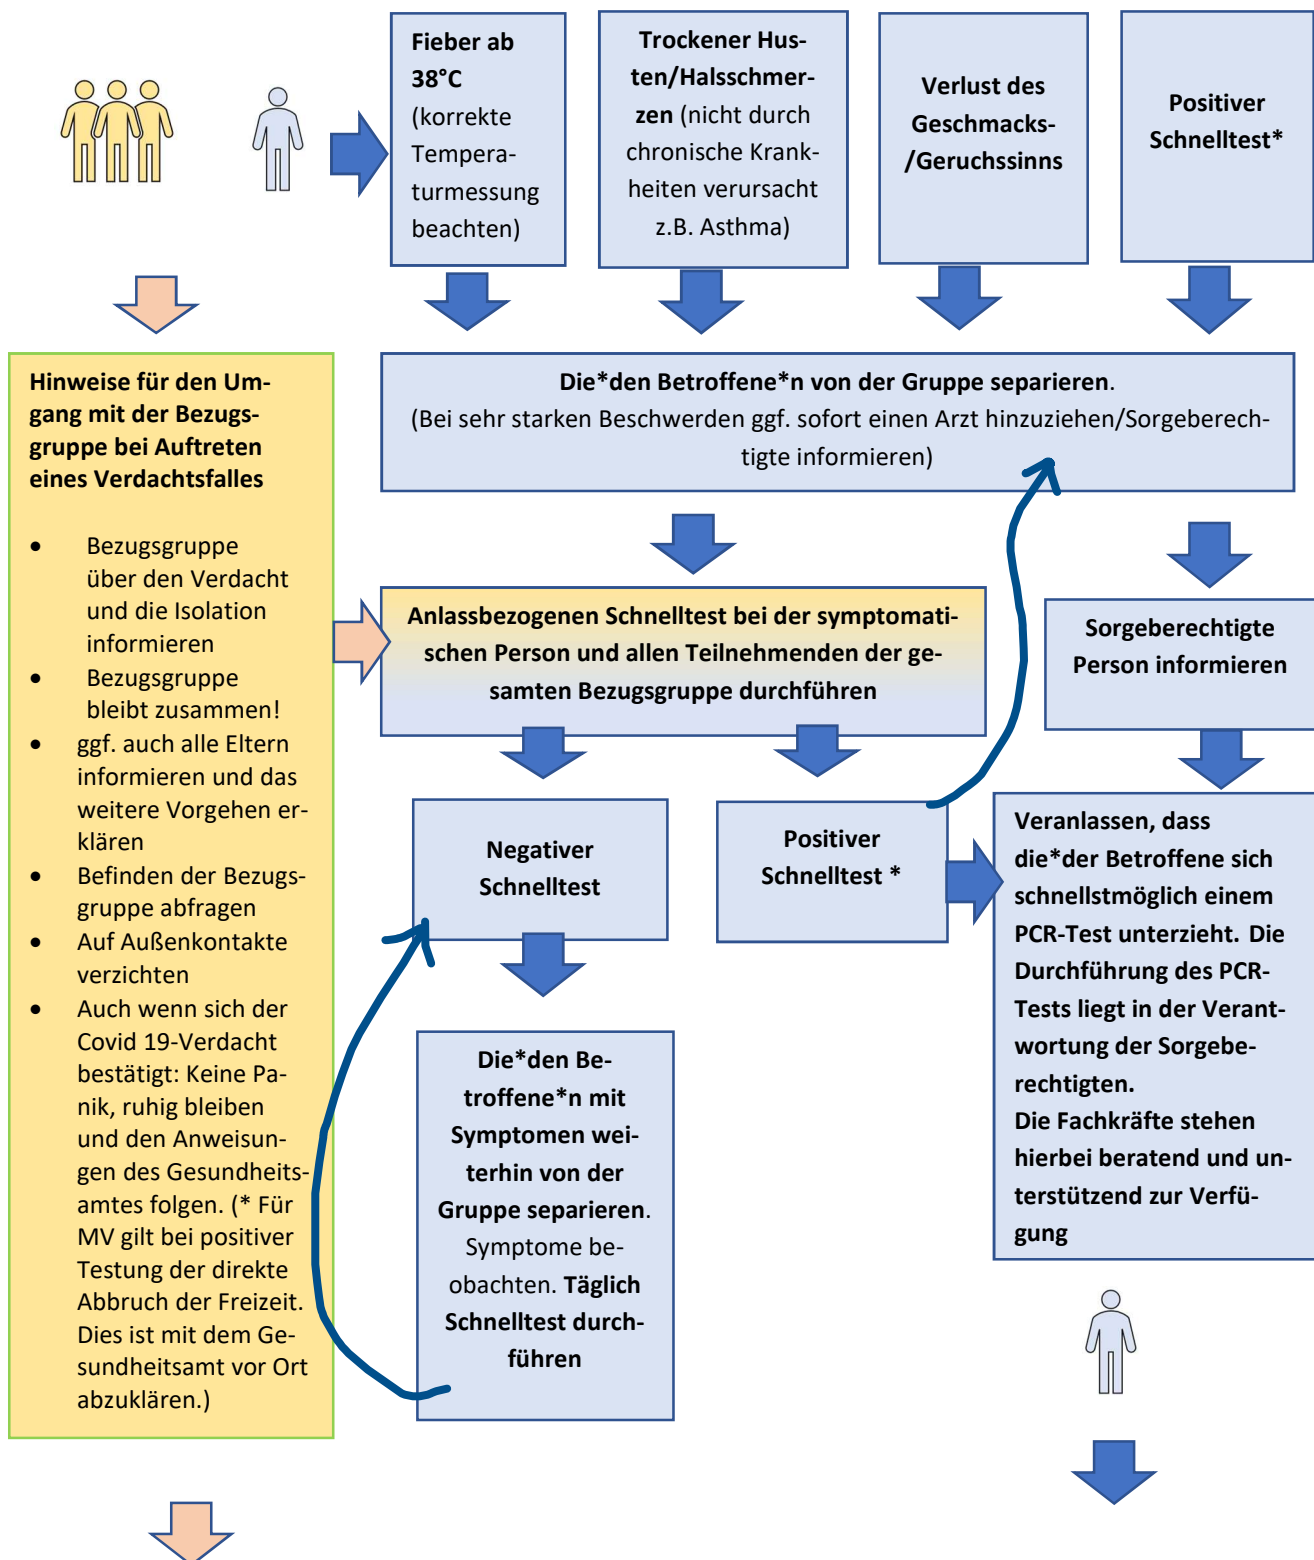 Fieber ab
38°C
(korrekte
Tempera-
turmessung
beachten)
Trockener Hus-
ten/Halsschmer-
zen (nicht durch
chronische Krank-
heiten verursacht
z.B. Asthma)
Verlust des
Geschmacks-
/Geruchssinns
Positiver
Schnelltest*
Hinweise für den Um-
gang mit der Bezugs-
gruppe bei Auftreten
eines Verdachtsfalles
• Bezugsgruppe
über den Verdacht
und die Isolation
informieren
• Bezugsgruppe
bleibt zusammen!
• ggf. auch alle Eltern
informieren und das
weitere Vorgehen er-
klären
• Befinden der Bezugs-
gruppe abfragen
• Auf Außenkontakte
verzichten
• Auch wenn sich der
Covid 19-Verdacht
bestätigt: Keine Pa-
nik, ruhig bleiben
und den Anweisun-
gen des Gesundheits-
amtes folgen. (* Für
MV gilt bei positiver
Testung der direkte
Abbruch der Freizeit.
Dies ist mit dem Ge-
sundheitsamt vor Ort
abzuklären.)
Die*den Betroffene*n von der Gruppe separieren.
(Bei sehr starken Beschwerden ggf. sofort einen Arzt hinzuziehen/Sorgeberech-
tigte informieren)
Anlassbezogenen Schnelltest bei der symptomati-
schen Person und allen Teilnehmenden der ge-
samten Bezugsgruppe durchführen
Sorgeberechtigte
Person informieren
Negativer
Schnelltest
Positiver
Schnelltest *
Veranlassen, dass
die*der Betroffene sich
schnellstmöglich einem
PCR-Test unterzieht. Die
Durchführung des PCR-
Tests liegt in der Verant-
wortung der Sorgebe-
rechtigten.
Die Fachkräfte stehen
hierbei beratend und un-
terstützend zur Verfü-
gung
Die*den Be-
troffene*n mit
Symptomen wei-
terhin von der
Gruppe separieren.
Symptome be-
obachten. Täglich
Schnelltest durch-
führen